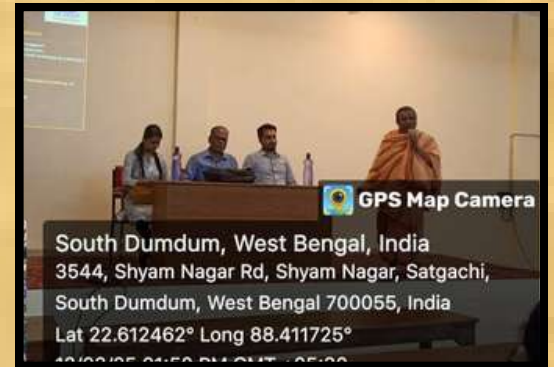 GPS Map Camera
South Dumdum, West Bengal, India
3544, Shyam Nagar Rd, Shyam Nagar, Satgachi,
South Dumdum, West Bengal 700055, India
Lat 22.612462° Long 88.411725°